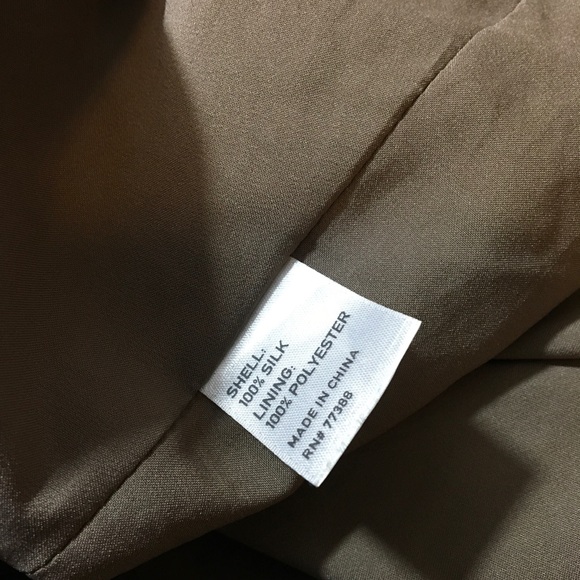 SHELL:
100% SILK
LINING:
100% POLYESTER
MADE IN CHINA
RN# 77388